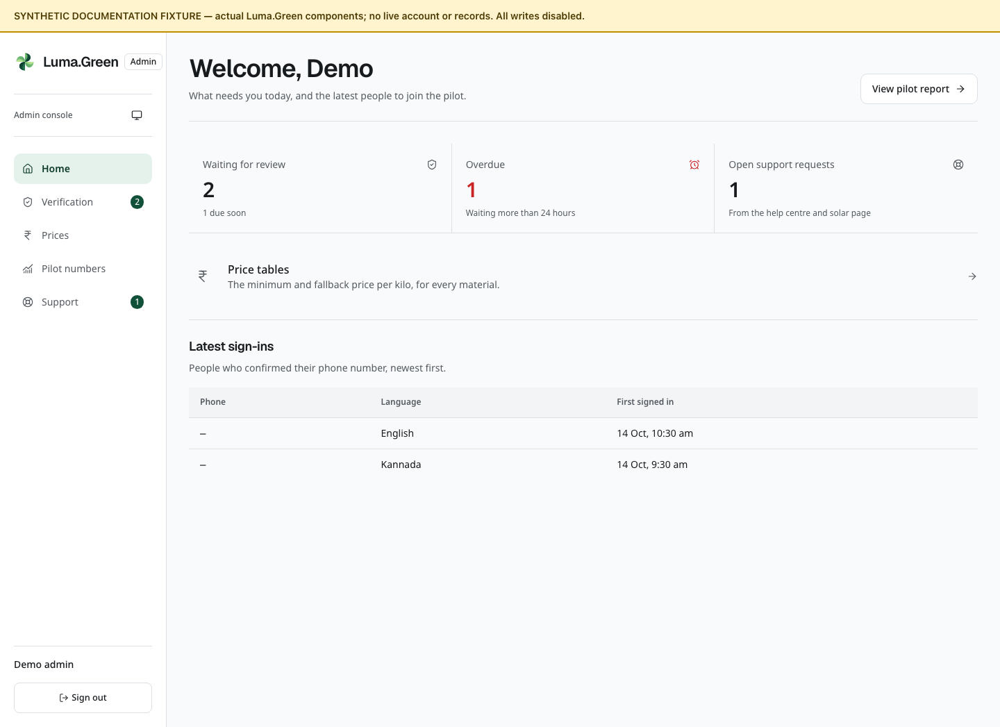 SYNTHETIC DOCUMENTATION FIXTURE — actual Luma.Green components; no live account or records. All writes disabled.
Luma.Green Admin
Admin console
Home
Verification 2
Prices
Pilot numbers
Support 1
Demo admin
Sign out
Welcome, Demo
What needs you today, and the latest people to join the pilot.
View pilot report
Waiting for review
2
1 due soon
Overdue
1
Waiting more than 24 hours
Open support requests
1
From the help centre and solar page
₹
Price tables
The minimum and fallback price per kilo, for every material.
Latest sign-ins
People who confirmed their phone number, newest first.
Phone Language First signed in
— English 14 Oct, 10:30 am
— Kannada 14 Oct, 9:30 am